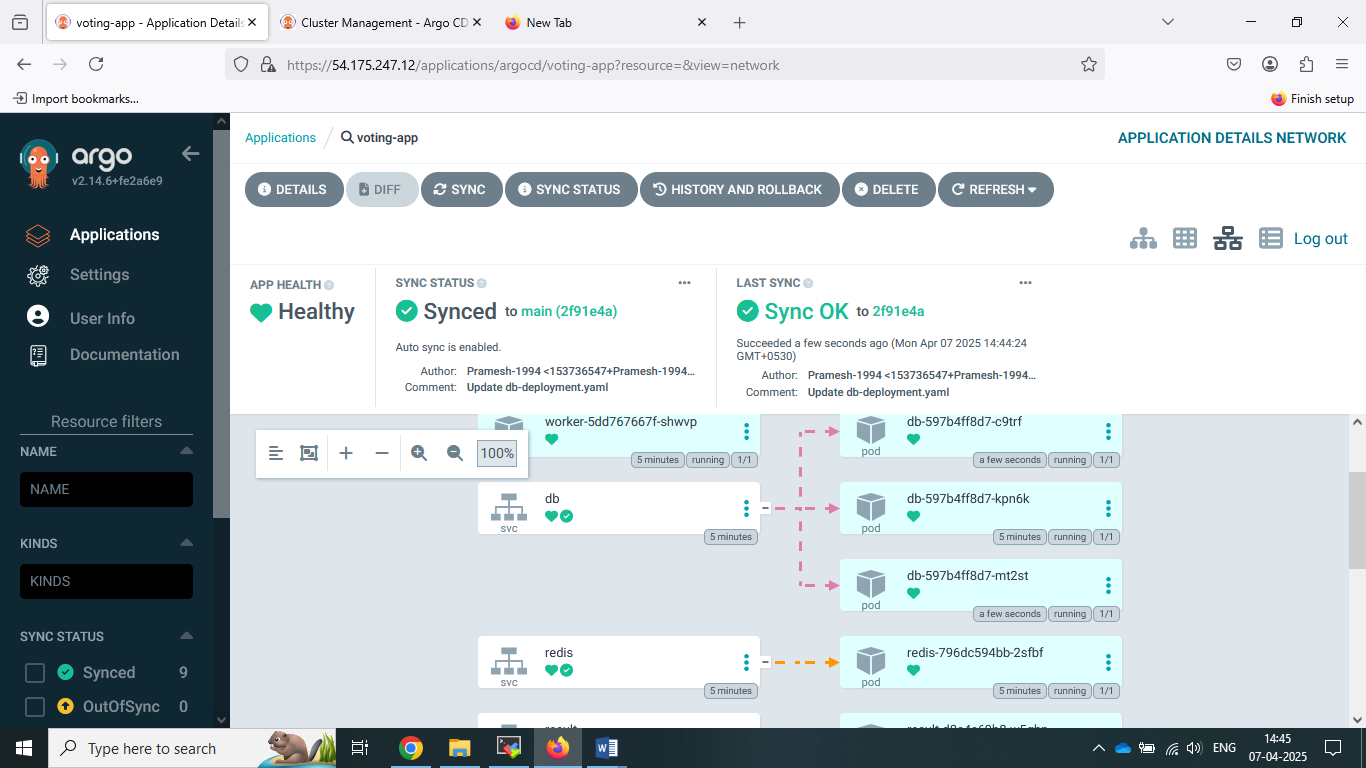 voting-app - Application Details
Cluster Management - Argo CD
New Tab
https://54.175.247.12/applications/argocd/voting-app?resource=&view=network
Import bookmarks...
Finish setup
argo
v2.14.6+fe2a6e9
Applications
Settings
User Info
Documentation
Resource filters
NAME
NAME
KINDS
KINDS
SYNC STATUS
Synced 9
OutOfSync 0
Applications / voting-app
APPLICATION DETAILS NETWORK
DETAILS DIFF SYNC SYNC STATUS HISTORY AND ROLLBACK DELETE REFRESH
Log out
APP HEALTH
Healthy
SYNC STATUS
Synced to main (2f91e4a)
Auto sync is enabled.
Author: Pramesh-1994 <153736547+Pramesh-1994...
Comment: Update db-deployment.yaml
LAST SYNC
Sync OK to 2f91e4a
Succeeded a few seconds ago (Mon Apr 07 2025 14:44:24
GMT+0530)
Author: Pramesh-1994 <153736547+Pramesh-1994...
Comment: Update db-deployment.yaml
100%
worker-5dd767667f-shwvp
5 minutes running 1/1
db-597b4ff8d7-c9trf
pod
a few seconds running 1/1
db
svc
5 minutes
db-597b4ff8d7-kpn6k
pod
5 minutes running 1/1
db-597b4ff8d7-mt2st
pod
a few seconds running 1/1
redis
svc
5 minutes
redis-796dc594bb-2sfbf
pod
5 minutes running 1/1
Type here to search
ENG
14:45
07-04-2025